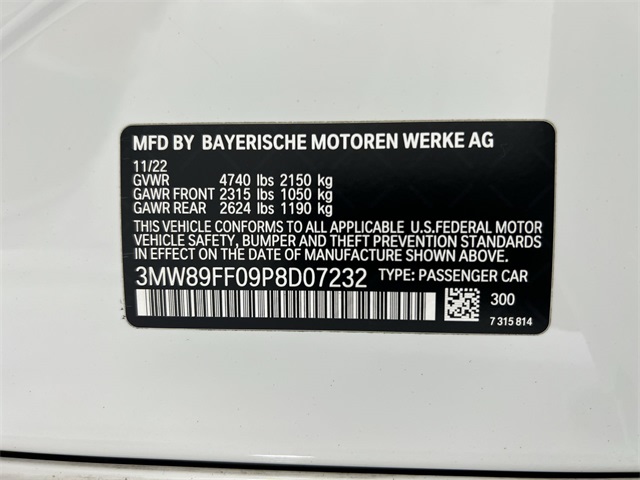 MFD BY BAYERISCHE MOTOREN WERKE AG
11/22
GVWR 4740 lbs 2150 kg
GAWR FRONT 2315 lbs 1050 kg
GAWR REAR 2624 lbs 1190 kg
THIS VEHICLE CONFORMS TO ALL APPLICABLE U.S.FEDERAL MOTOR
VEHICLE SAFETY, BUMPER AND THEFT PREVENTION STANDARDS
IN EFFECT ON THE DATE OF MANUFACTURE SHOWN ABOVE.
3MW89FF09P8D07232 TYPE: PASSENGER CAR
300
7 315 814